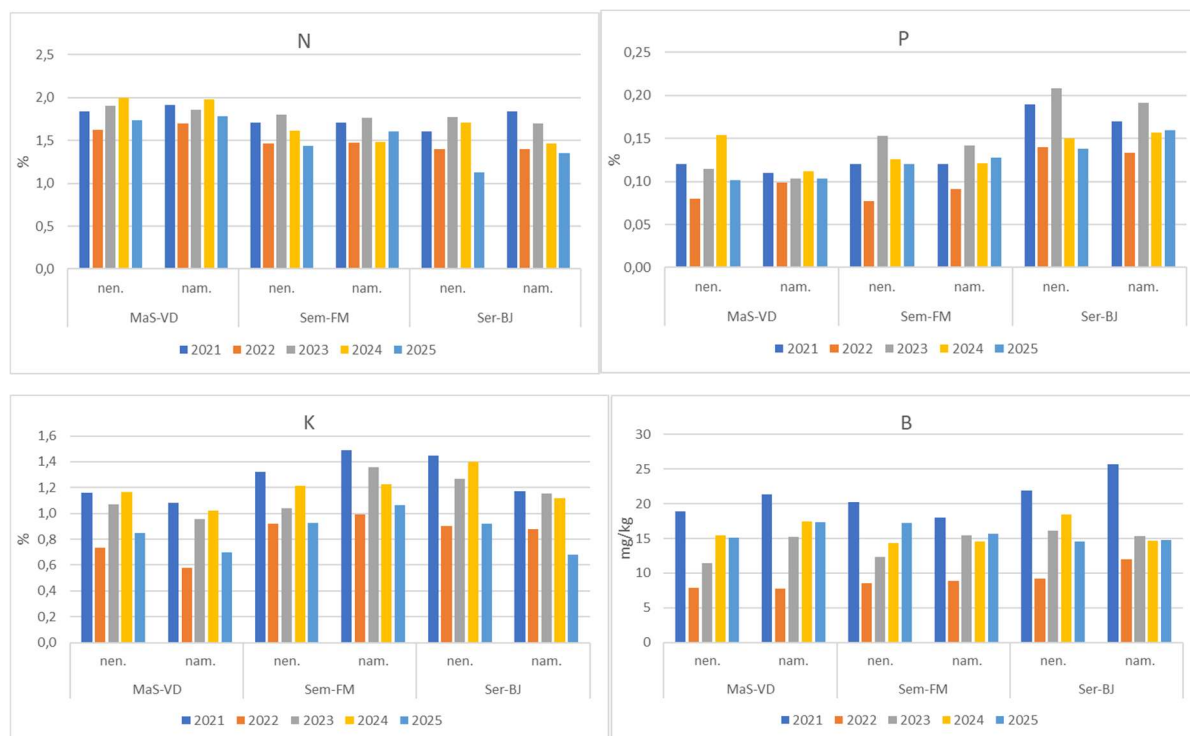 N
2,5
2,0
1,5
1,0
0,5
0,0
%
nen. nam. nen. nam. nen. nam.
MaS-VD Sem-FM Ser-BJ
2021 2022 2023 2024 2025
P
0,25
0,20
0,15
0,10
0,05
0,00
%
nen. nam. nen. nam. nen. nam.
MaS-VD Sem-FM Ser-BJ
2021 2022 2023 2024 2025
K
1,6
1,4
1,2
1,0
0,8
0,6
0,4
0,2
0,0
%
nen. nam. nen. nam. nen. nam.
MaS-VD Sem-FM Ser-BJ
2021 2022 2023 2024 2025
B
30
25
20
15
10
5
0
mg/kg
nen. nam. nen. nam. nen. nam.
MaS-VD Sem-FM Ser-BJ
2021 2022 2023 2024 2025